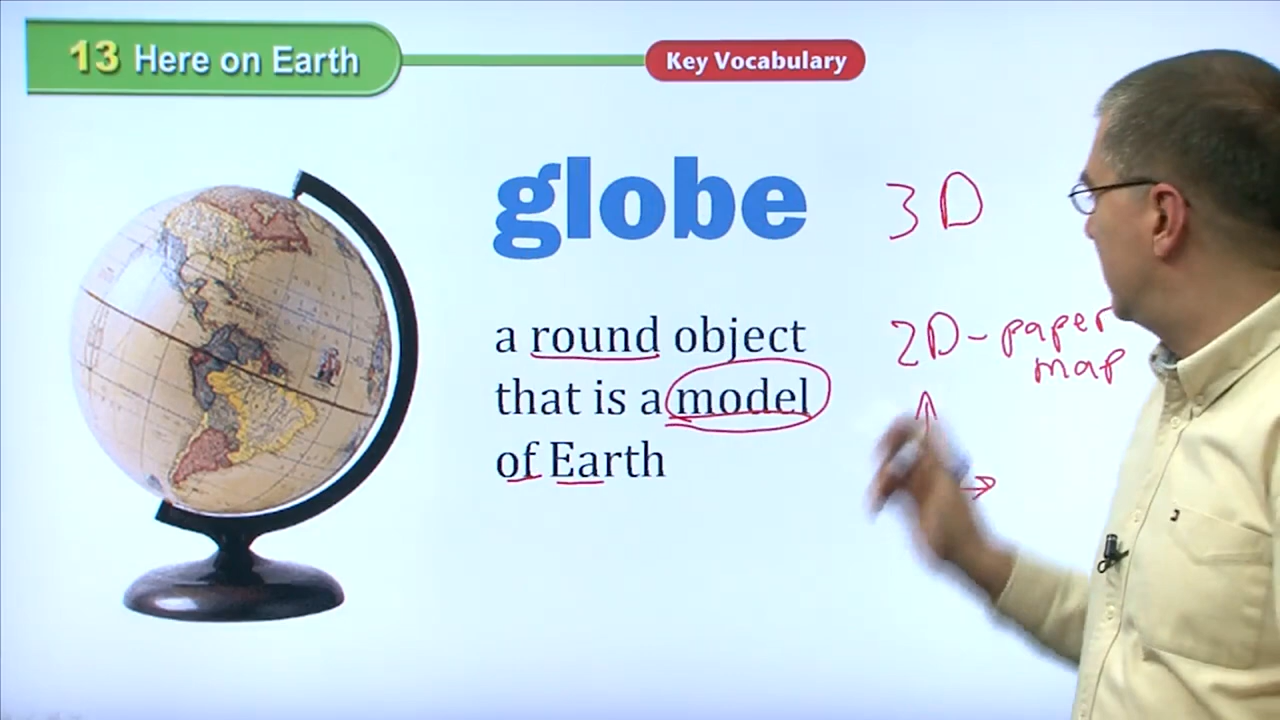 13 Here on Earth
Key Vocabulary
globe
a round object
that is a model
of Earth
3D
2D-paper
map